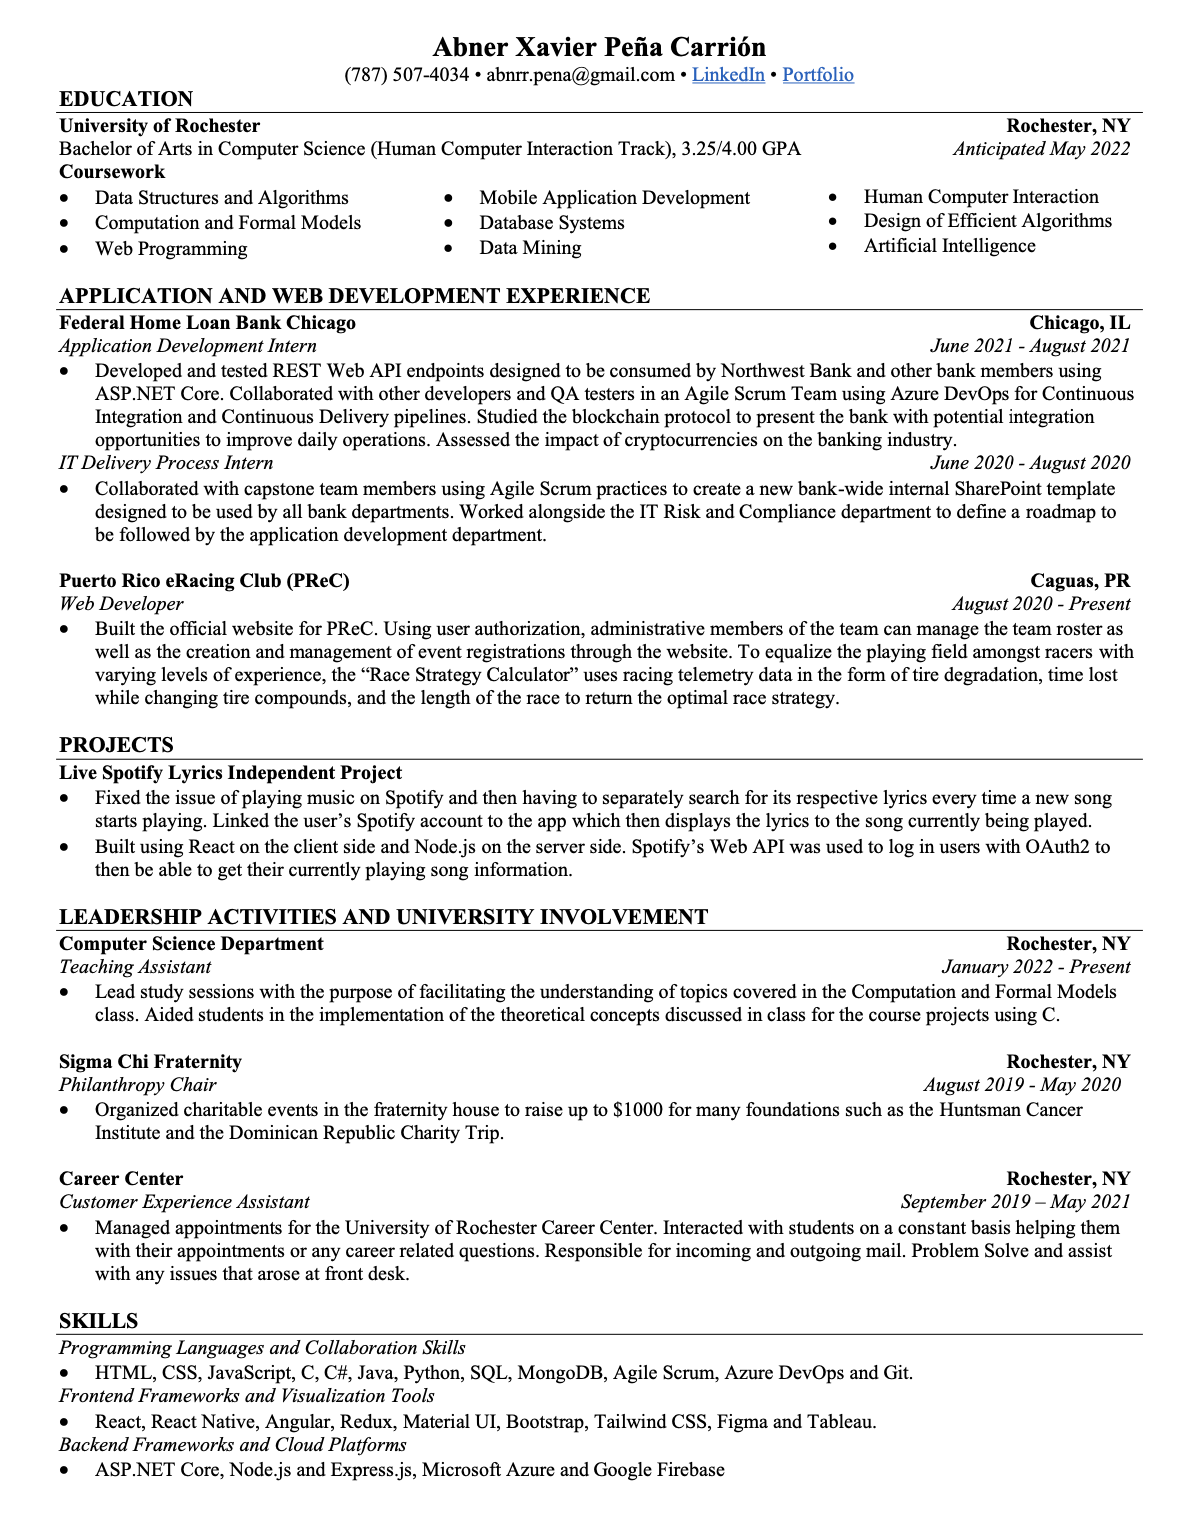 Abner Xavier Peña Carrión
(787) 507-4034 • abnrr.pena@gmail.com • LinkedIn • Portfolio
EDUCATION
University of Rochester Rochester, NY
Bachelor of Arts in Computer Science (Human Computer Interaction Track), 3.25/4.00 GPA Anticipated May 2022
Coursework
• Data Structures and Algorithms • Mobile Application Development • Human Computer Interaction
• Computation and Formal Models • Database Systems • Design of Efficient Algorithms
• Web Programming • Data Mining • Artificial Intelligence
APPLICATION AND WEB DEVELOPMENT EXPERIENCE
Federal Home Loan Bank Chicago Chicago, IL
Application Development Intern June 2021 - August 2021
• Developed and tested REST Web API endpoints designed to be consumed by Northwest Bank and other bank members using
ASP.NET Core. Collaborated with other developers and QA testers in an Agile Scrum Team using Azure DevOps for Continuous
Integration and Continuous Delivery pipelines. Studied the blockchain protocol to present the bank with potential integration
opportunities to improve daily operations. Assessed the impact of cryptocurrencies on the banking industry.
IT Delivery Process Intern June 2020 - August 2020
• Collaborated with capstone team members using Agile Scrum practices to create a new bank-wide internal SharePoint template
designed to be used by all bank departments. Worked alongside the IT Risk and Compliance department to define a roadmap to
be followed by the application development department.
Puerto Rico eRacing Club (PReC) Caguas, PR
Web Developer August 2020 - Present
• Built the official website for PReC. Using user authorization, administrative members of the team can manage the team roster as
well as the creation and management of event registrations through the website. To equalize the playing field amongst racers with
varying levels of experience, the “Race Strategy Calculator” uses racing telemetry data in the form of tire degradation, time lost
while changing tire compounds, and the length of the race to return the optimal race strategy.
PROJECTS
Live Spotify Lyrics Independent Project
• Fixed the issue of playing music on Spotify and then having to separately search for its respective lyrics every time a new song
starts playing. Linked the user’s Spotify account to the app which then displays the lyrics to the song currently being played.
• Built using React on the client side and Node.js on the server side. Spotify’s Web API was used to log in users with OAuth2 to
then be able to get their currently playing song information.
LEADERSHIP ACTIVITIES AND UNIVERSITY INVOLVEMENT
Computer Science Department Rochester, NY
Teaching Assistant January 2022 - Present
• Lead study sessions with the purpose of facilitating the understanding of topics covered in the Computation and Formal Models
class. Aided students in the implementation of the theoretical concepts discussed in class for the course projects using C.
Sigma Chi Fraternity Rochester, NY
Philanthropy Chair August 2019 - May 2020
• Organized charitable events in the fraternity house to raise up to $1000 for many foundations such as the Huntsman Cancer
Institute and the Dominican Republic Charity Trip.
Career Center Rochester, NY
Customer Experience Assistant September 2019 – May 2021
• Managed appointments for the University of Rochester Career Center. Interacted with students on a constant basis helping them
with their appointments or any career related questions. Responsible for incoming and outgoing mail. Problem Solve and assist
with any issues that arose at front desk.
SKILLS
Programming Languages and Collaboration Skills
• HTML, CSS, JavaScript, C, C#, Java, Python, SQL, MongoDB, Agile Scrum, Azure DevOps and Git.
Frontend Frameworks and Visualization Tools
• React, React Native, Angular, Redux, Material UI, Bootstrap, Tailwind CSS, Figma and Tableau.
Backend Frameworks and Cloud Platforms
• ASP.NET Core, Node.js and Express.js, Microsoft Azure and Google Firebase